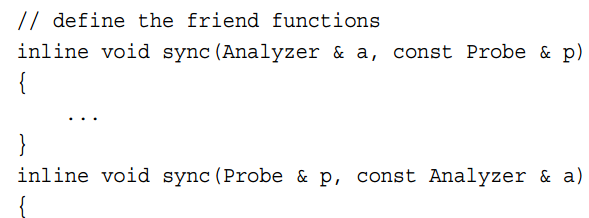 // define the friend functions
inline void sync(Analyzer & a, const Probe & p)
{
    ...
}
inline void sync(Probe & p, const Analyzer & a)
{